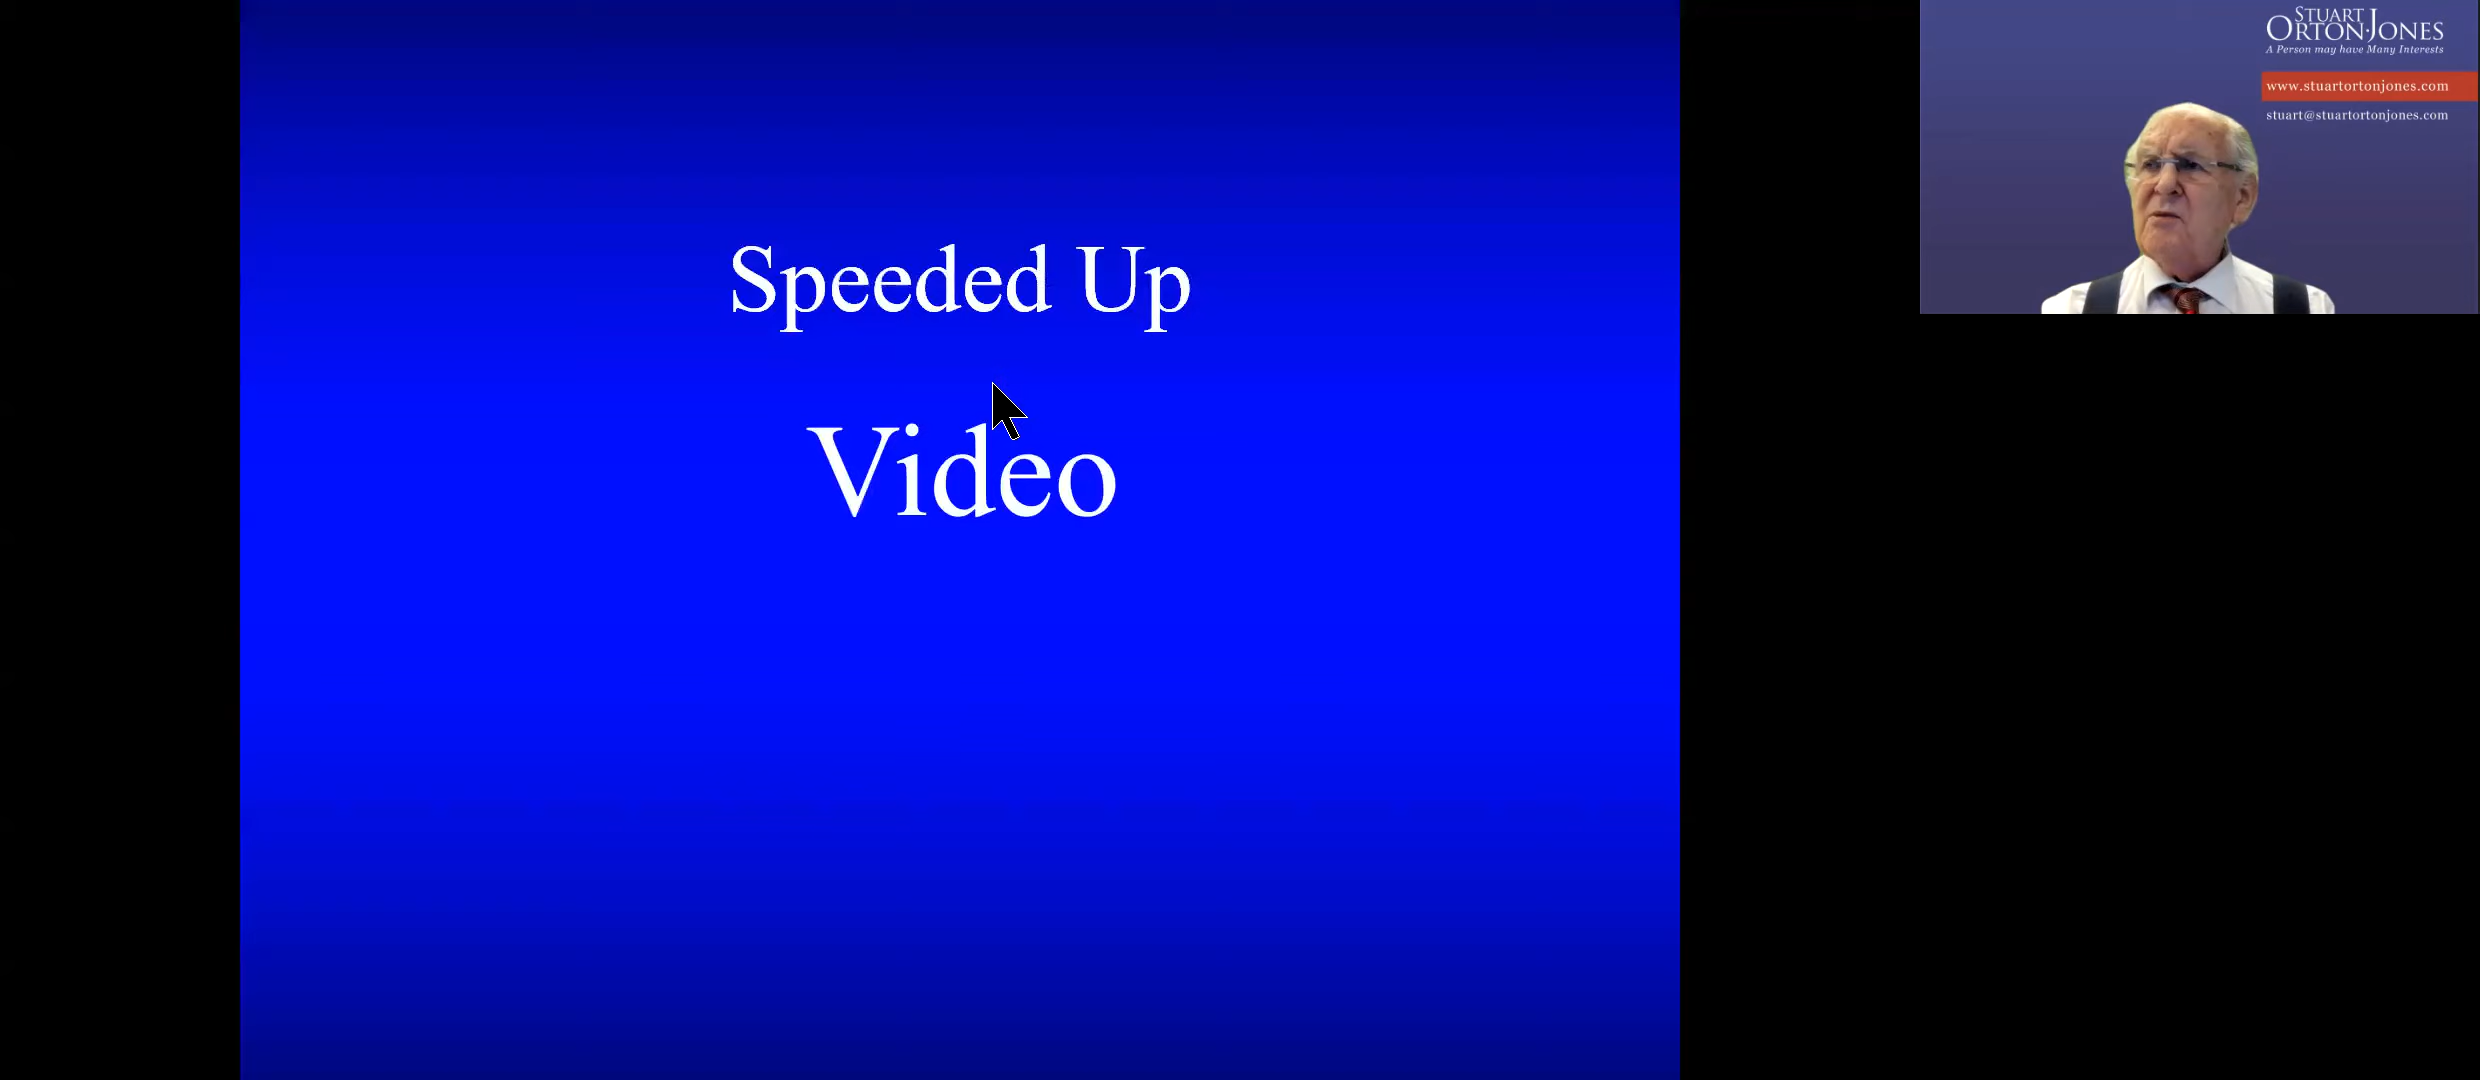 Speeded Up
Video
STUART
ORTON-JONES
A Person may have Many Interests
www.stuartortonjones.com
stuart@stuartortonjones.com